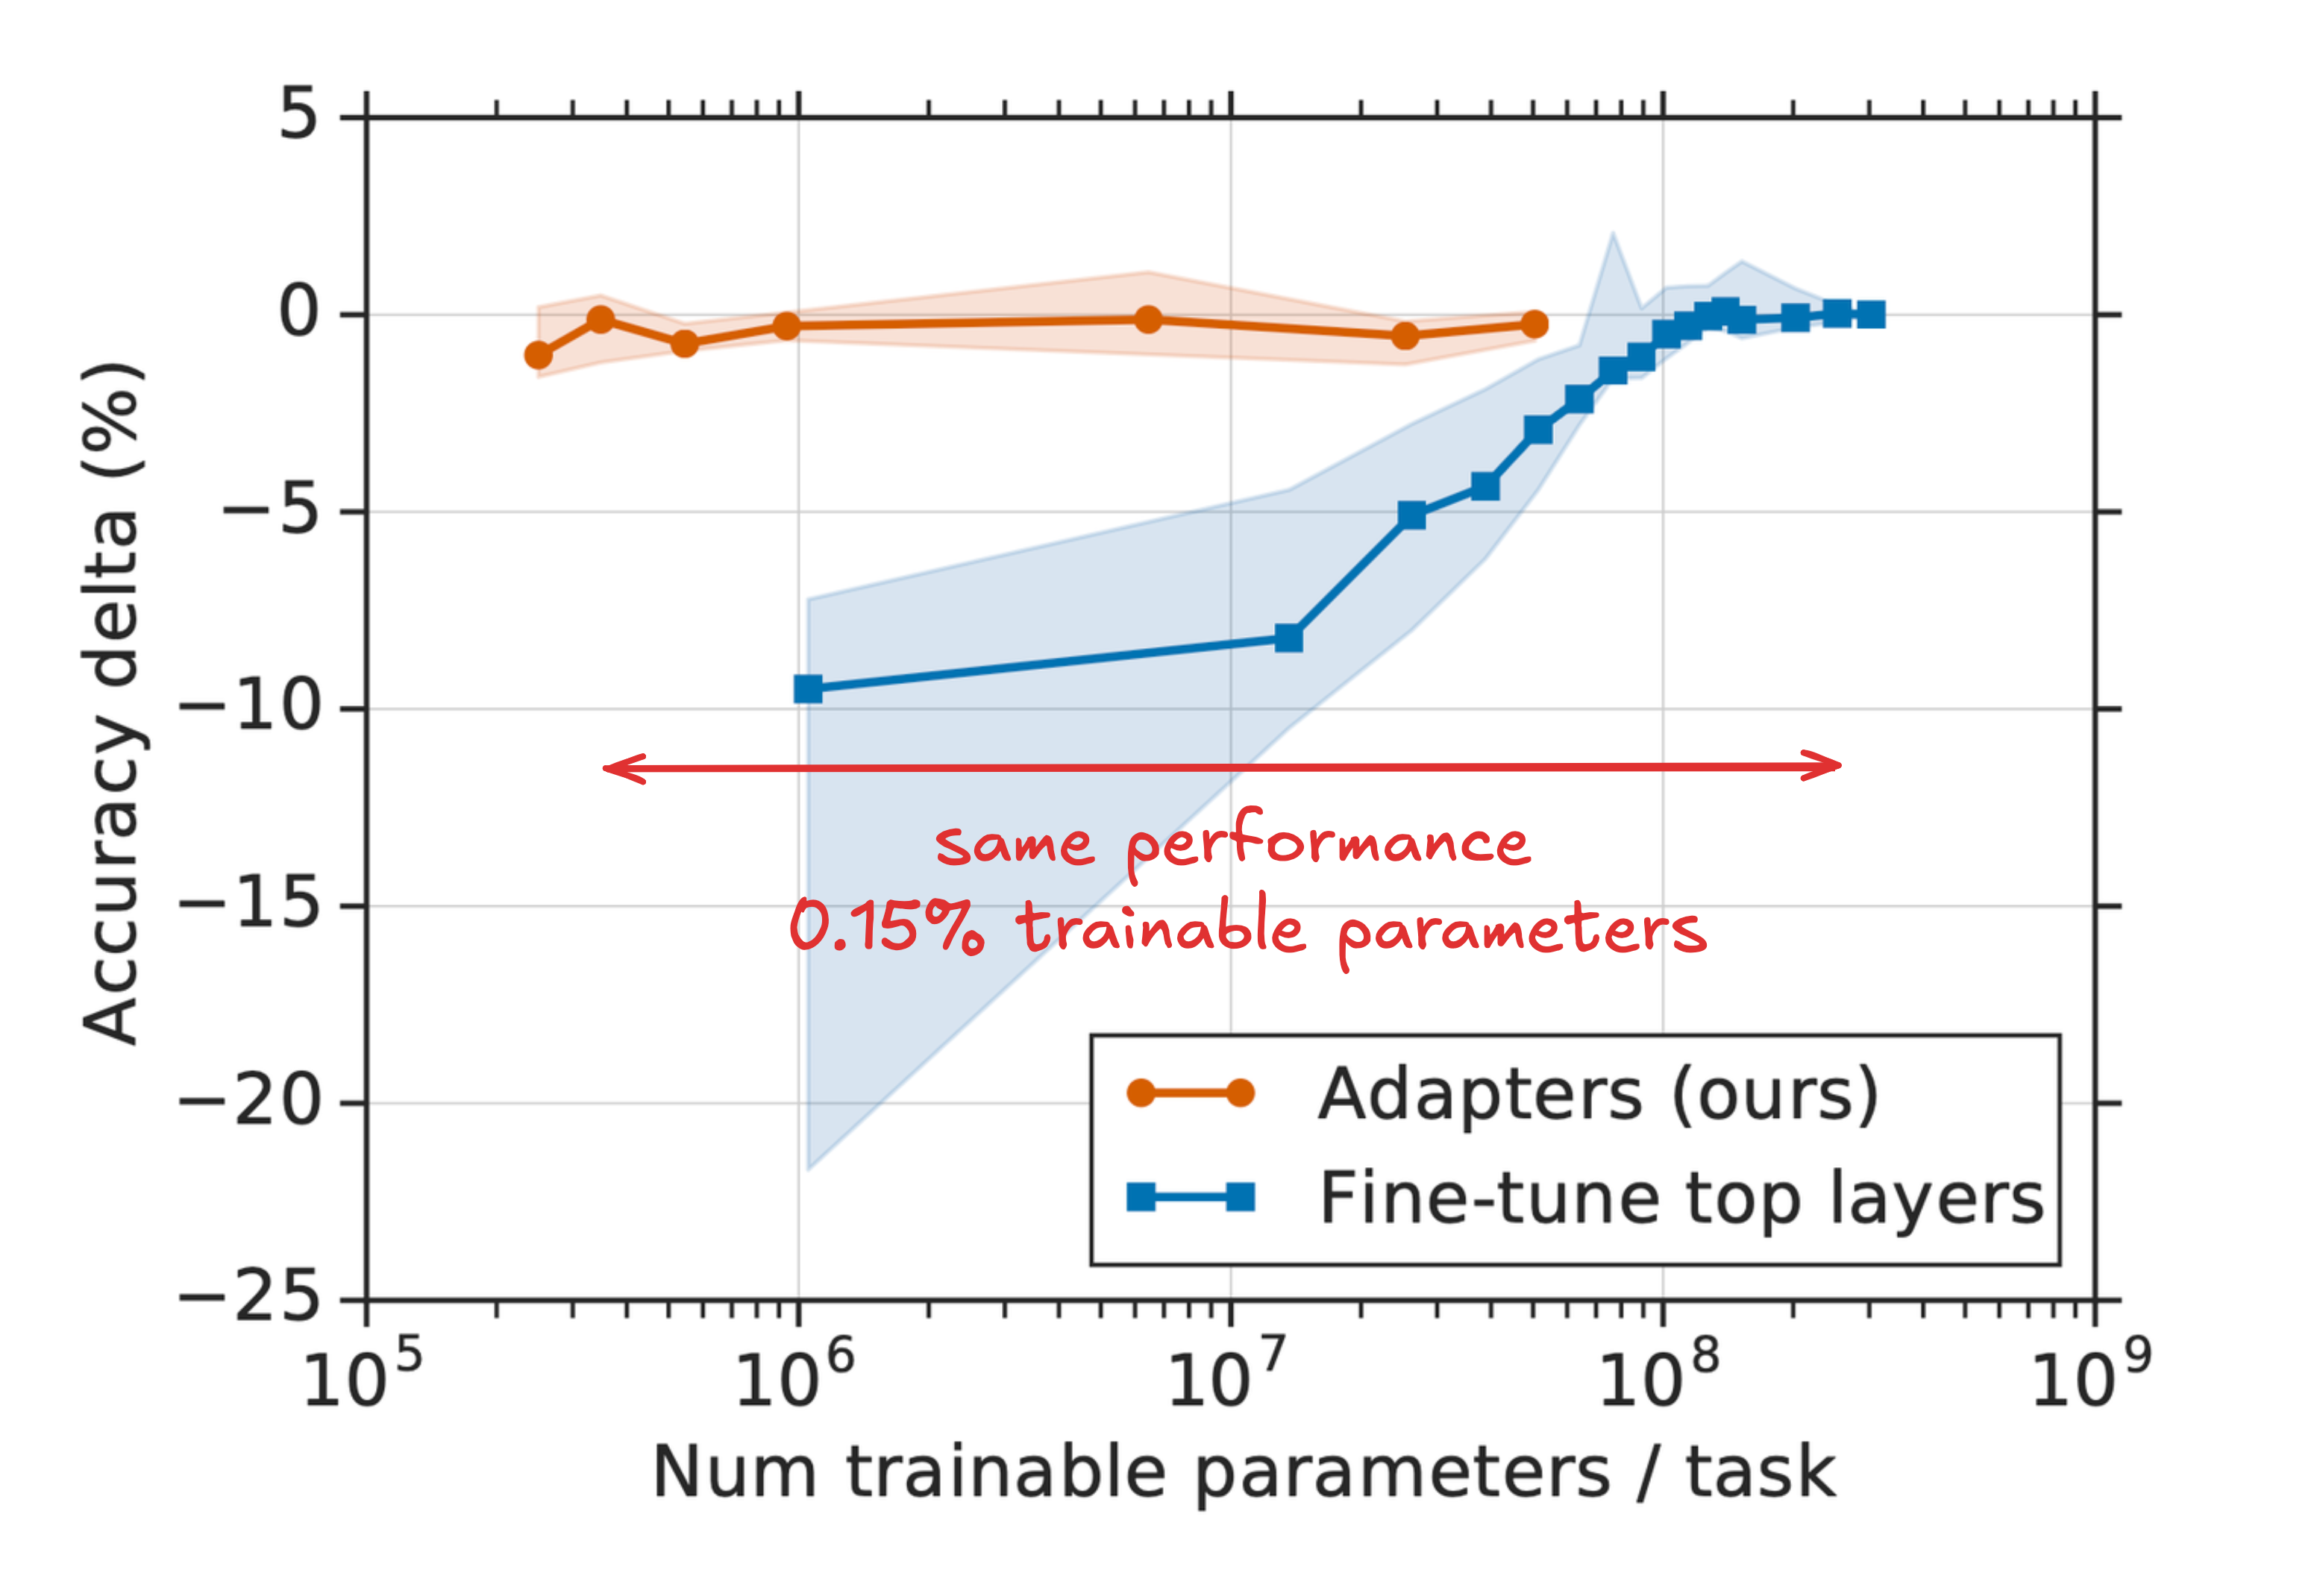 5
0
−5
−10
−15
−20
−25
Accuracy delta (%)
same performance
0.15% trainable parameters
Adapters (ours)
Fine-tune top layers
10^5 10^6 10^7 10^8 10^9
Num trainable parameters / task